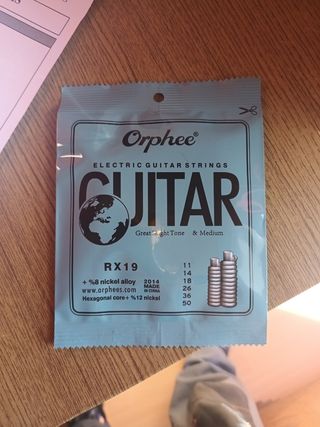 Orphee®
ELECTRIC GUITAR STRINGS
GUITAR
Great Bright Tone & Medium
RX19
+ %8 nickel alloy
www.orphees.com
Hexagonal core+ %12 nickel
2014
MADE
IN CHINA
11
14
18
26
36
50